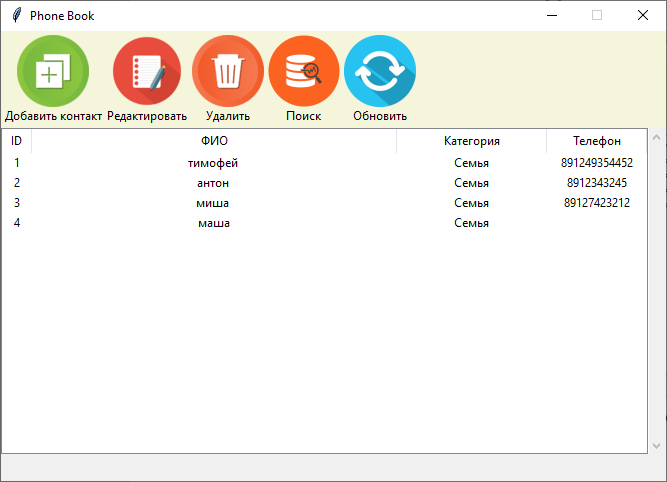 Phone Book
Добавить контакт Редактировать Удалить Поиск Обновить
ID ФИО Категория Телефон
1 тимофей Семья 891249354452
2 антон Семья 8912343245
3 миша Семья 89127423212
4 маша Семья